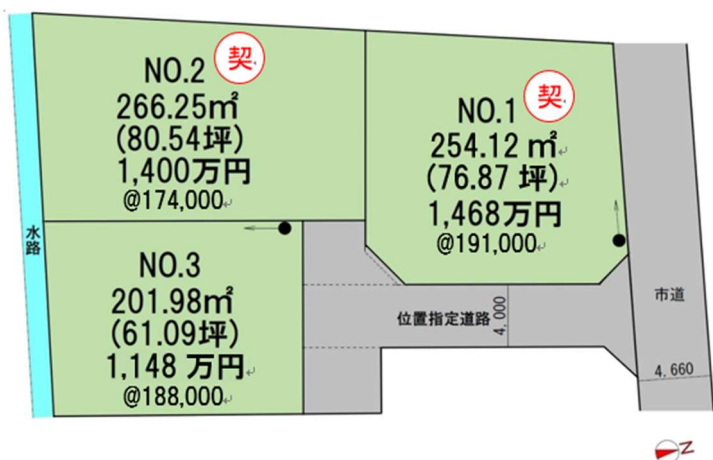 NO.2 契
266.25㎡
(80.54坪)
1,400万円
@174,000
NO.1 契
254.12 ㎡
(76.87 坪)
1,468万円
@191,000
水路
NO.3
201.98㎡
(61.09坪)
1,148 万円
@188,000
位置指定道路
4,000
市道
4,660
N